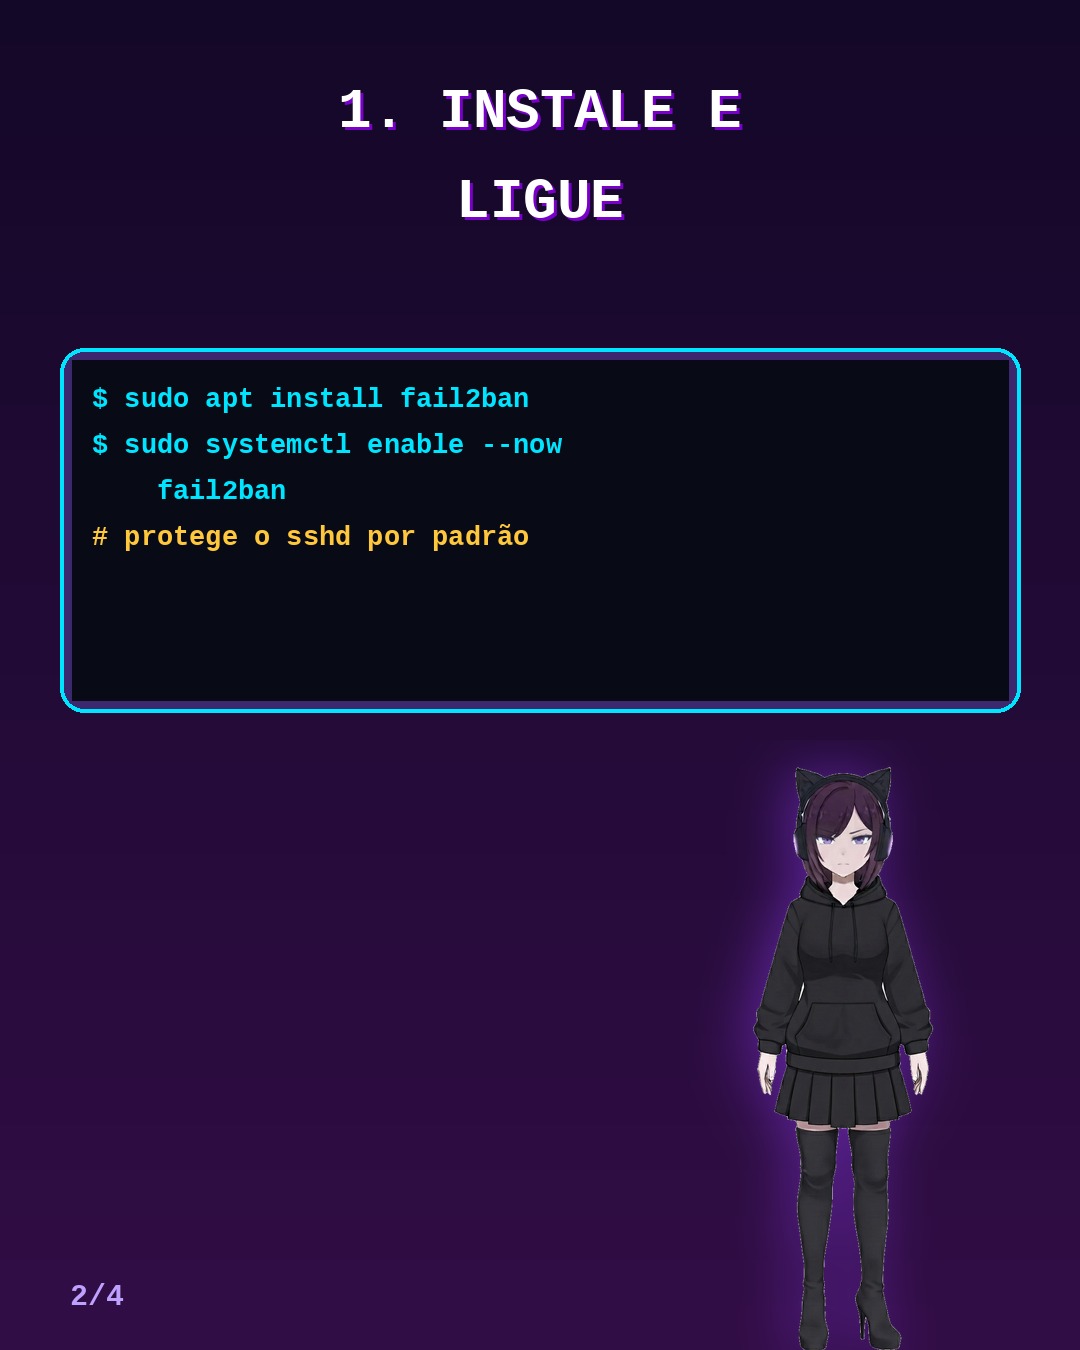 1. INSTALE E
LIGUE
$ sudo apt install fail2ban
$ sudo systemctl enable --now
fail2ban
# protege o sshd por padrão
2/4